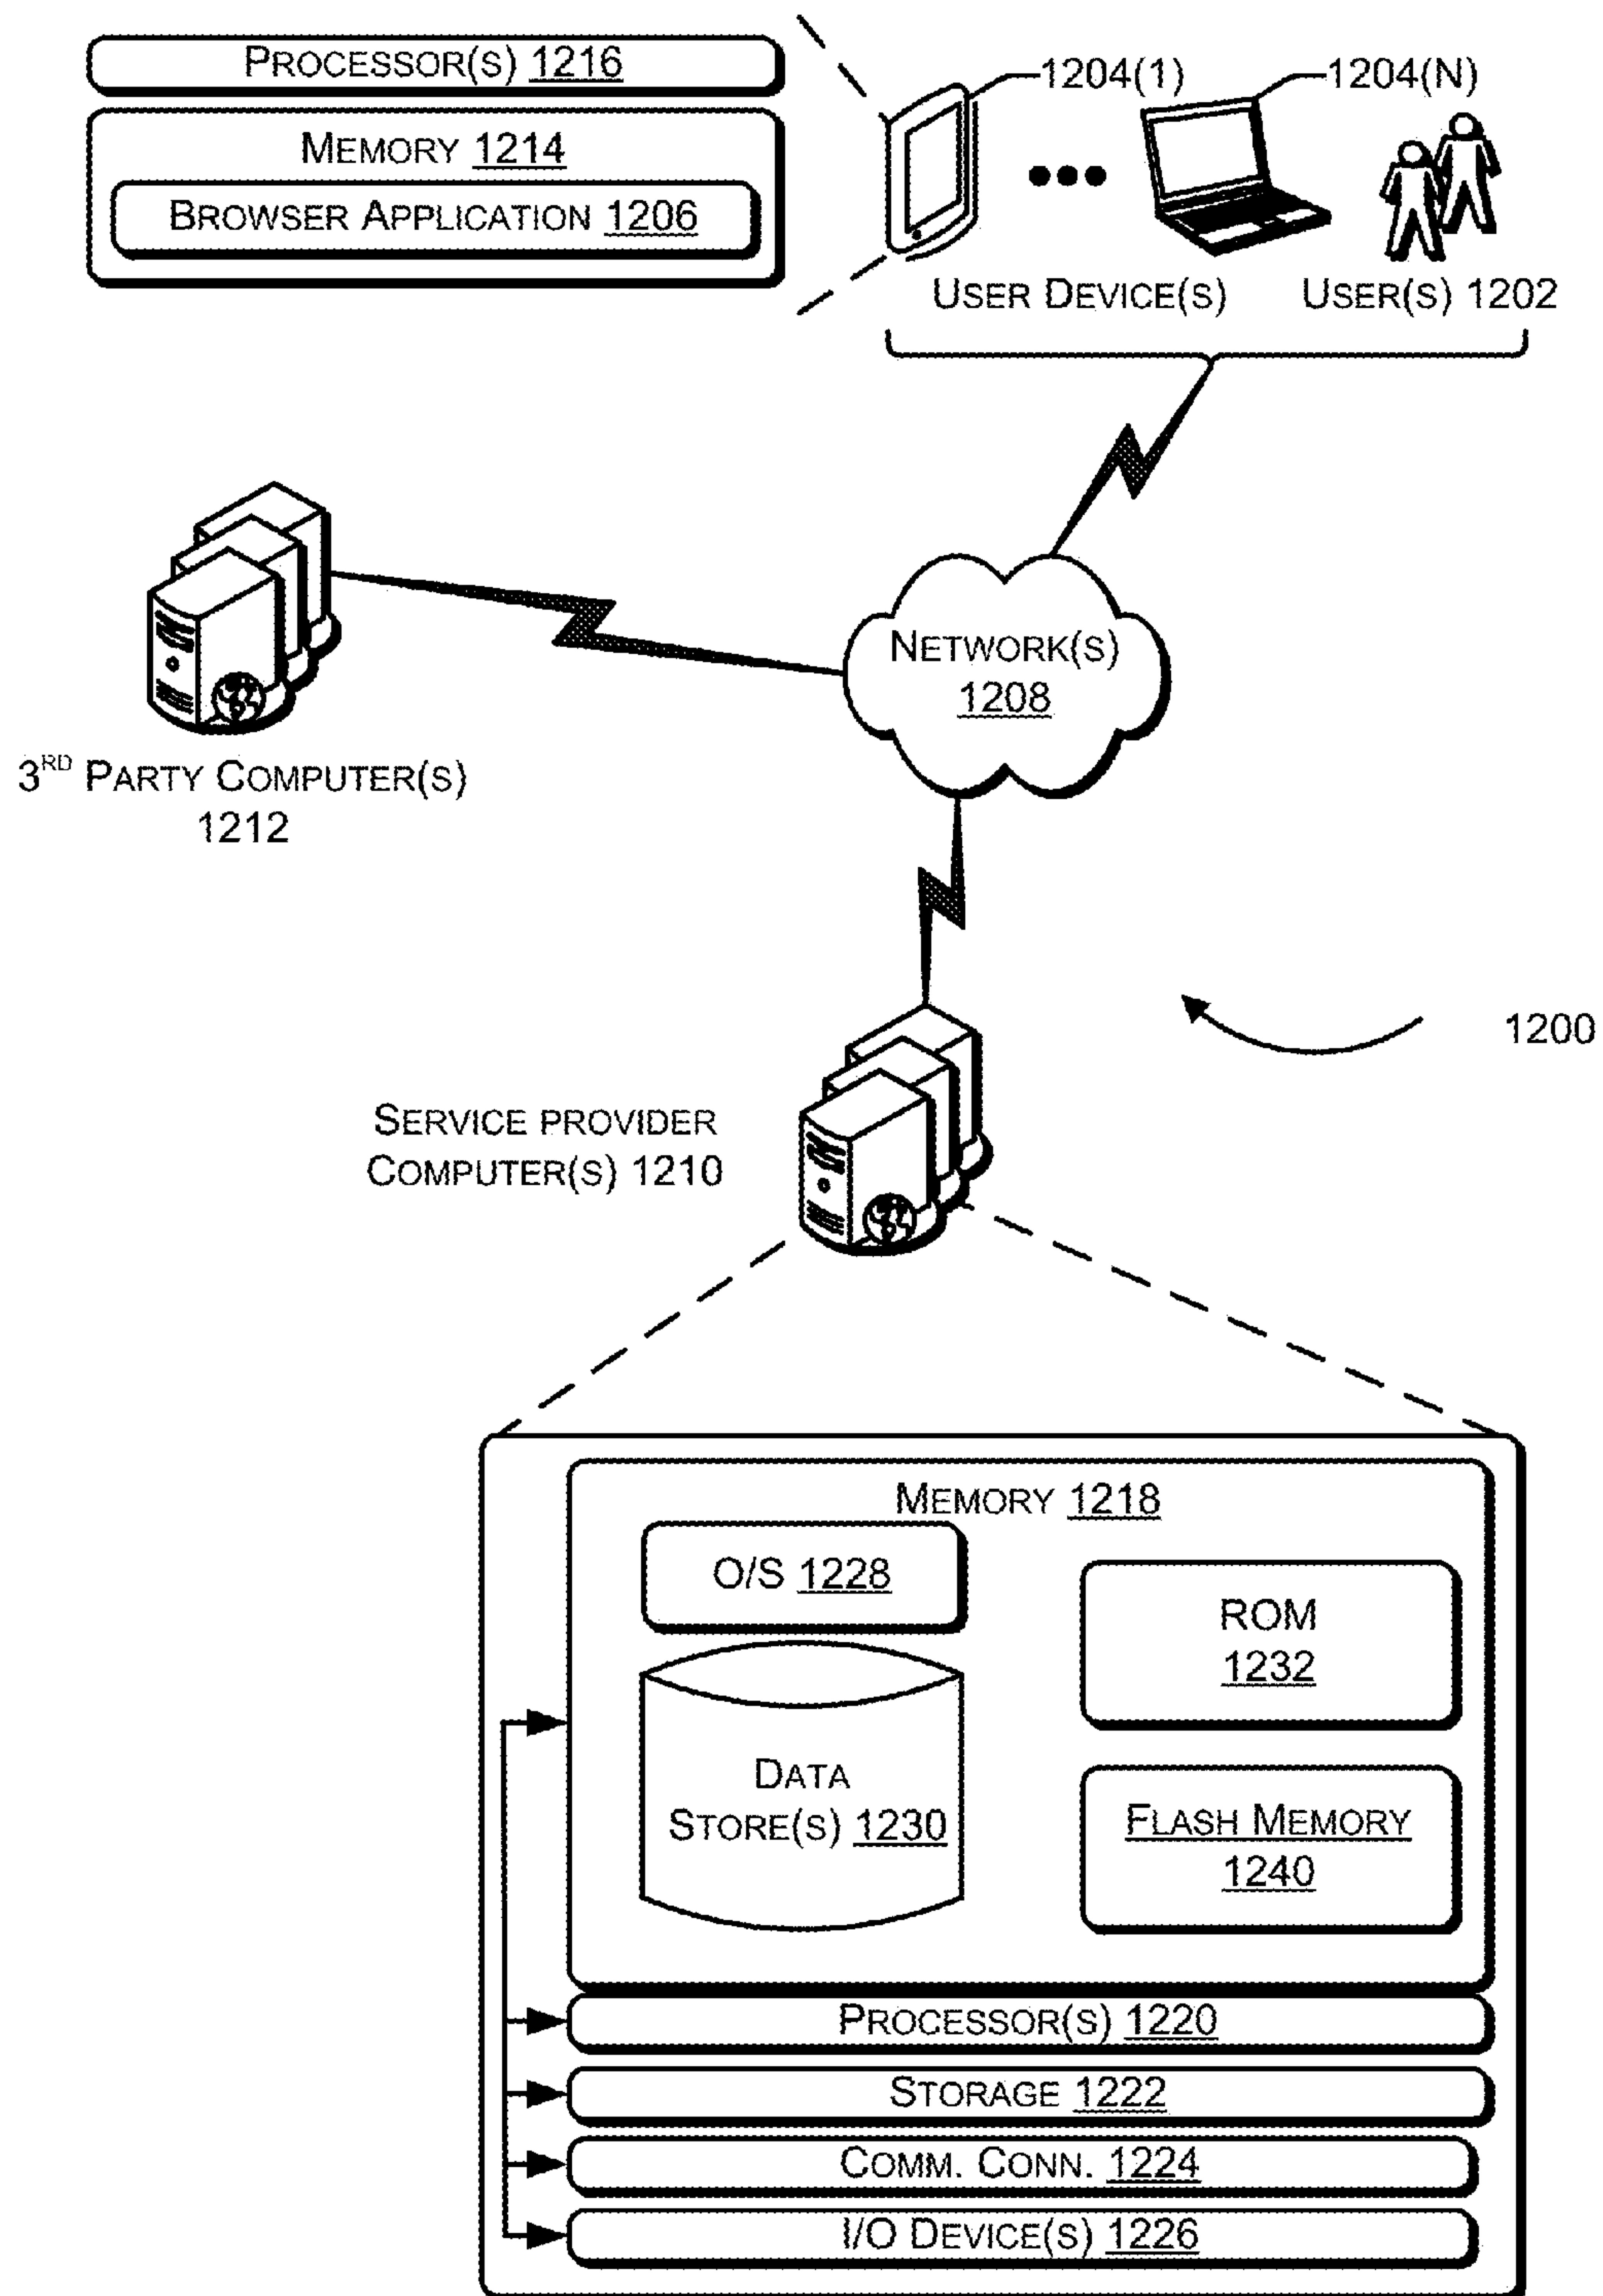 PROCESSOR(S) 1216
MEMORY 1214
BROWSER APPLICATION 1206
1204(1)
1204(N)
USER DEVICE(S)
USER(S) 1202
NETWORK(S)
1208
3RD PARTY COMPUTER(S)
1212
1200
SERVICE PROVIDER
COMPUTER(S) 1210
MEMORY 1218
O/S 1228
DATA
STORE(S) 1230
ROM
1232
FLASH MEMORY
1240
PROCESSOR(S) 1220
STORAGE 1222
COMM. CONN. 1224
I/O DEVICE(S) 1226